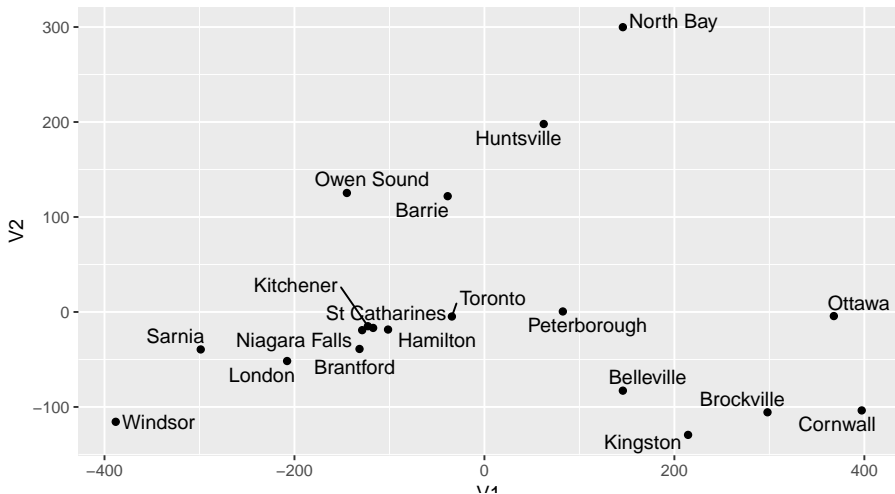 300
200
100
0
−100
V2
North Bay
Huntsville
Owen Sound
Barrie
Kitchener
St Catharines
Toronto
Ottawa
Sarnia
Niagara Falls
Hamilton
Peterborough
London
Brantford
Belleville
Brockville
Windsor
Cornwall
Kingston
−400
−200
0
200
400
V1